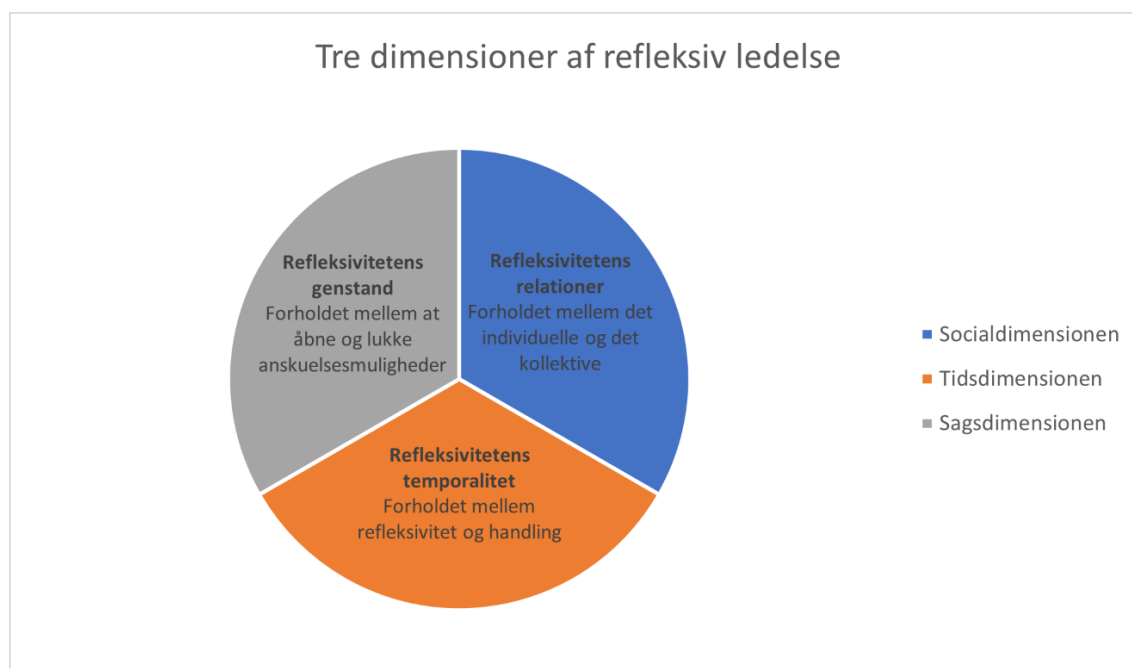 Tre dimensioner af refleksiv ledelse
Refleksivitetens
genstand
Forholdet mellem at
åbne og lukke
anskuelsesmuligheder
Refleksivitetens
relationer
Forholdet mellem det
individuelle og det
kollektive
Refleksivitetens
temporalitet
Forholdet mellem
refleksivitet og handling
Socialdimensionen
Tidsdimensionen
Sagsdimensionen